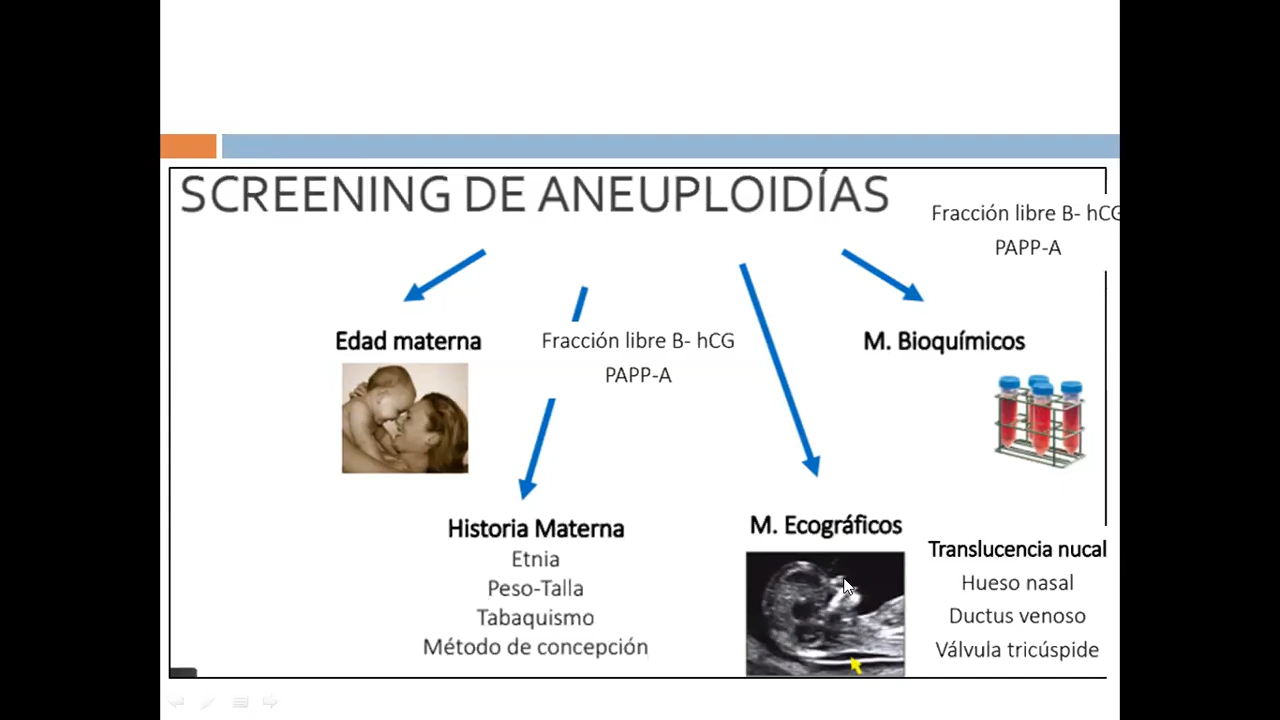 SCREENING DE ANEUPLOIDÍAS
Fracción libre B- hCG
PAPP-A
Edad materna
Fracción libre B- hCG
PAPP-A
M. Bioquímicos
Historia Materna
Etnia
Peso-Talla
Tabaquismo
Método de concepción
M. Ecográficos
Translucencia nucal
Hueso nasal
Ductus venoso
Válvula tricúspide